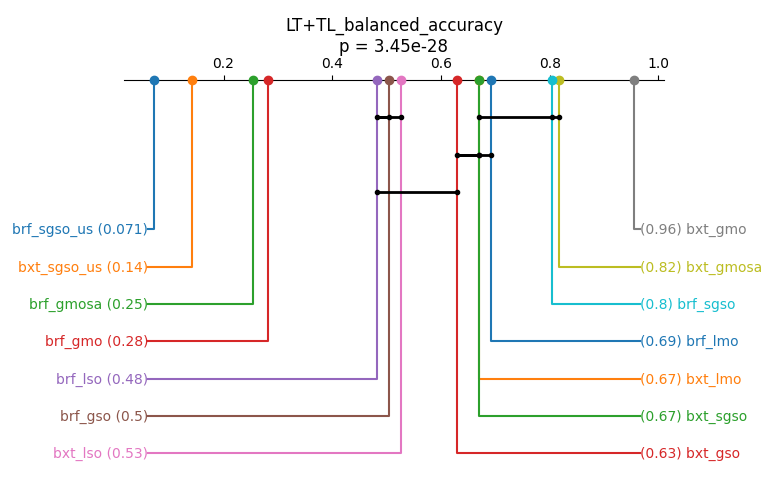 LT+TL_balanced_accuracy
p = 3.45e-28
0.2 0.4 0.6 0.8 1.0
brf_sgso_us (0.071) (0.96) bxt_gmo
bxt_sgso_us (0.14) (0.82) bxt_gmosa
brf_gmosa (0.25) (0.8) brf_sgso
brf_gmo (0.28) (0.69) brf_lmo
brf_lso (0.48) (0.67) bxt_lmo
brf_gso (0.5) (0.67) bxt_sgso
bxt_lso (0.53) (0.63) bxt_gso